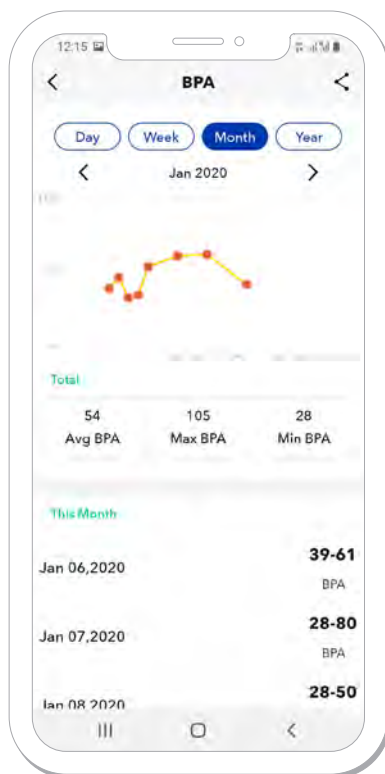 12:15
BPA
Day Week Month Year
Jan 2020
Total
54 105 28
Avg BPA Max BPA Min BPA
This Month
Jan 06,2020 39-61
BPA
Jan 07,2020 28-80
BPA
Jan 08,2020 28-50